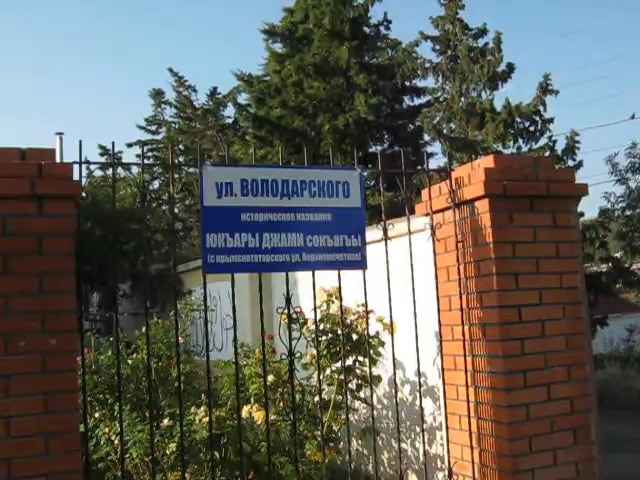 ул. ВОЛОДАРСКОГО
историческое название
ЮКЪАРЫ ДЖАМИ сокъагъы
(с крымскотатарского ул. Верхнемечетная)